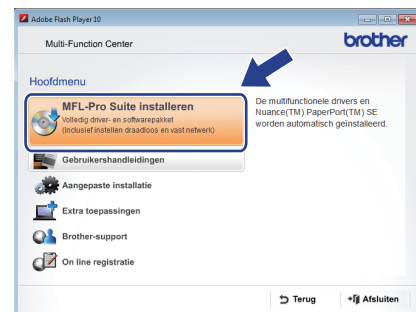 Adobe Flash Player 10
Multi-Function Center
brother
Hoofdmenu
MFL-Pro Suite installeren
Volledig driver- en softwarepakket
(Inclusief instellen draadloos en vast netwerk)
De multifunctionele drivers en
Nuance(TM) PaperPort(TM) SE
worden automatisch geïnstalleerd.
Gebruikershandleidingen
Aangepaste installatie
Extra toepassingen
Brother-support
On line registratie
Terug
Afsluiten